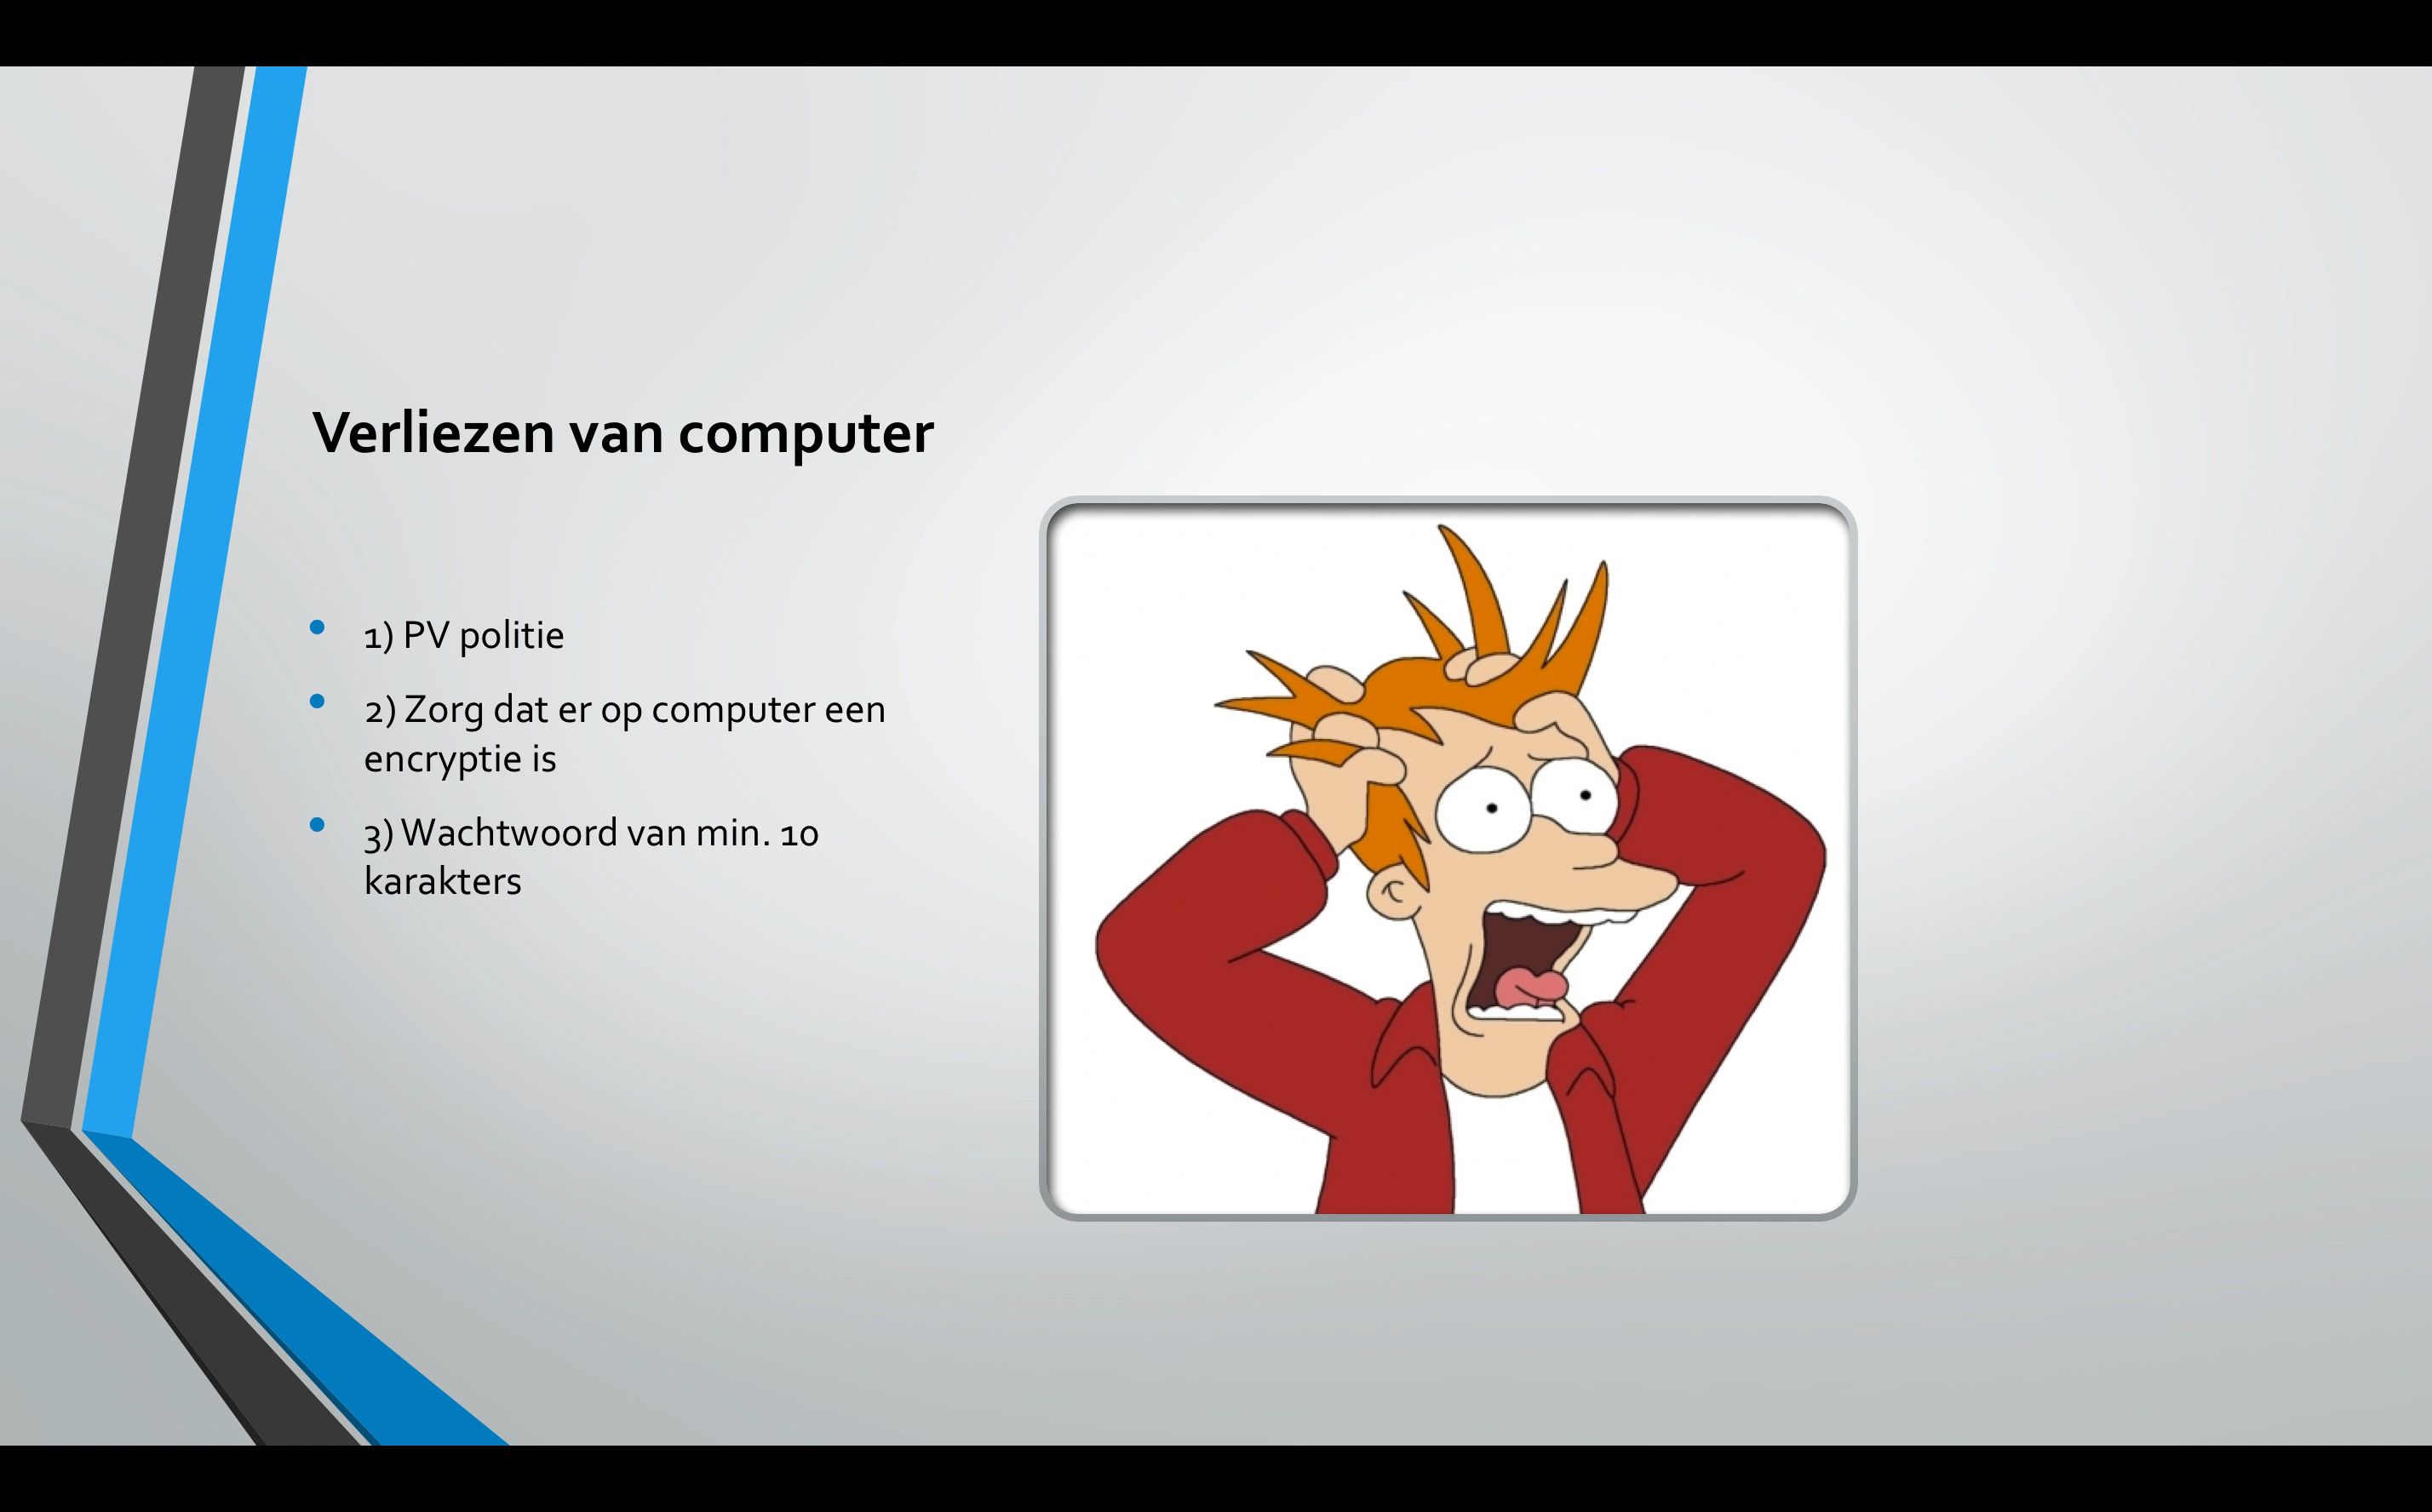 Verliezen van computer
1) PV politie
2) Zorg dat er op computer een
encryptie is
3) Wachtwoord van min. 10
karakters